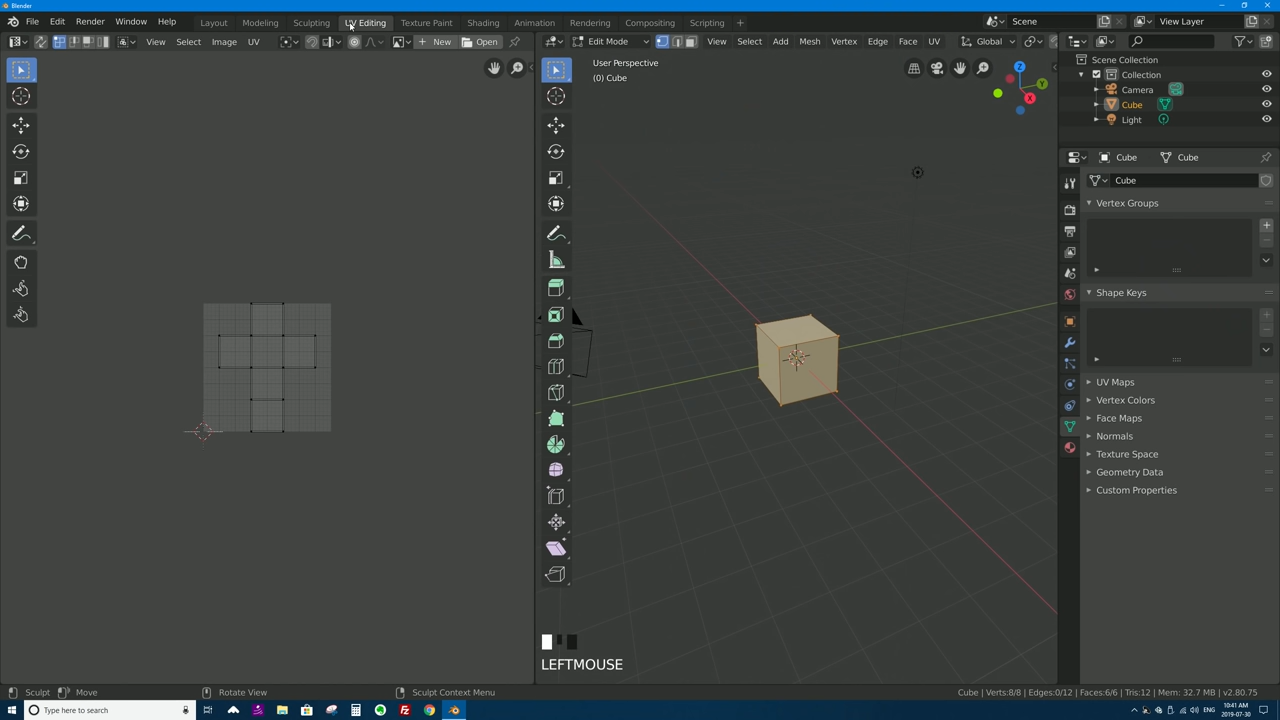 Blender
File Edit Render Window Help
Layout Modeling Sculpting UV Editing Texture Paint Shading Animation Rendering Compositing Scripting +
Scene
View Layer
View Select Image UV
+ New
Open
Edit Mode
View Select Add Mesh Vertex Edge Face UV
Global
User Perspective
(0) Cube
Z
Y
X
Scene Collection
Collection
Camera
Cube
Light
Cube
Cube
Cube
Vertex Groups
Shape Keys
UV Maps
Vertex Colors
Face Maps
Normals
Texture Space
Geometry Data
Custom Properties
LEFTMOUSE
Sculpt
Move
Rotate View
Sculpt Context Menu
Cube | Verts:8/8 | Edges:0/12 | Faces:6/6 | Tris:12 | Mem: 32.7 MB | v2.80.75
Type here to search
ENG
10:41 AM
2019-07-30